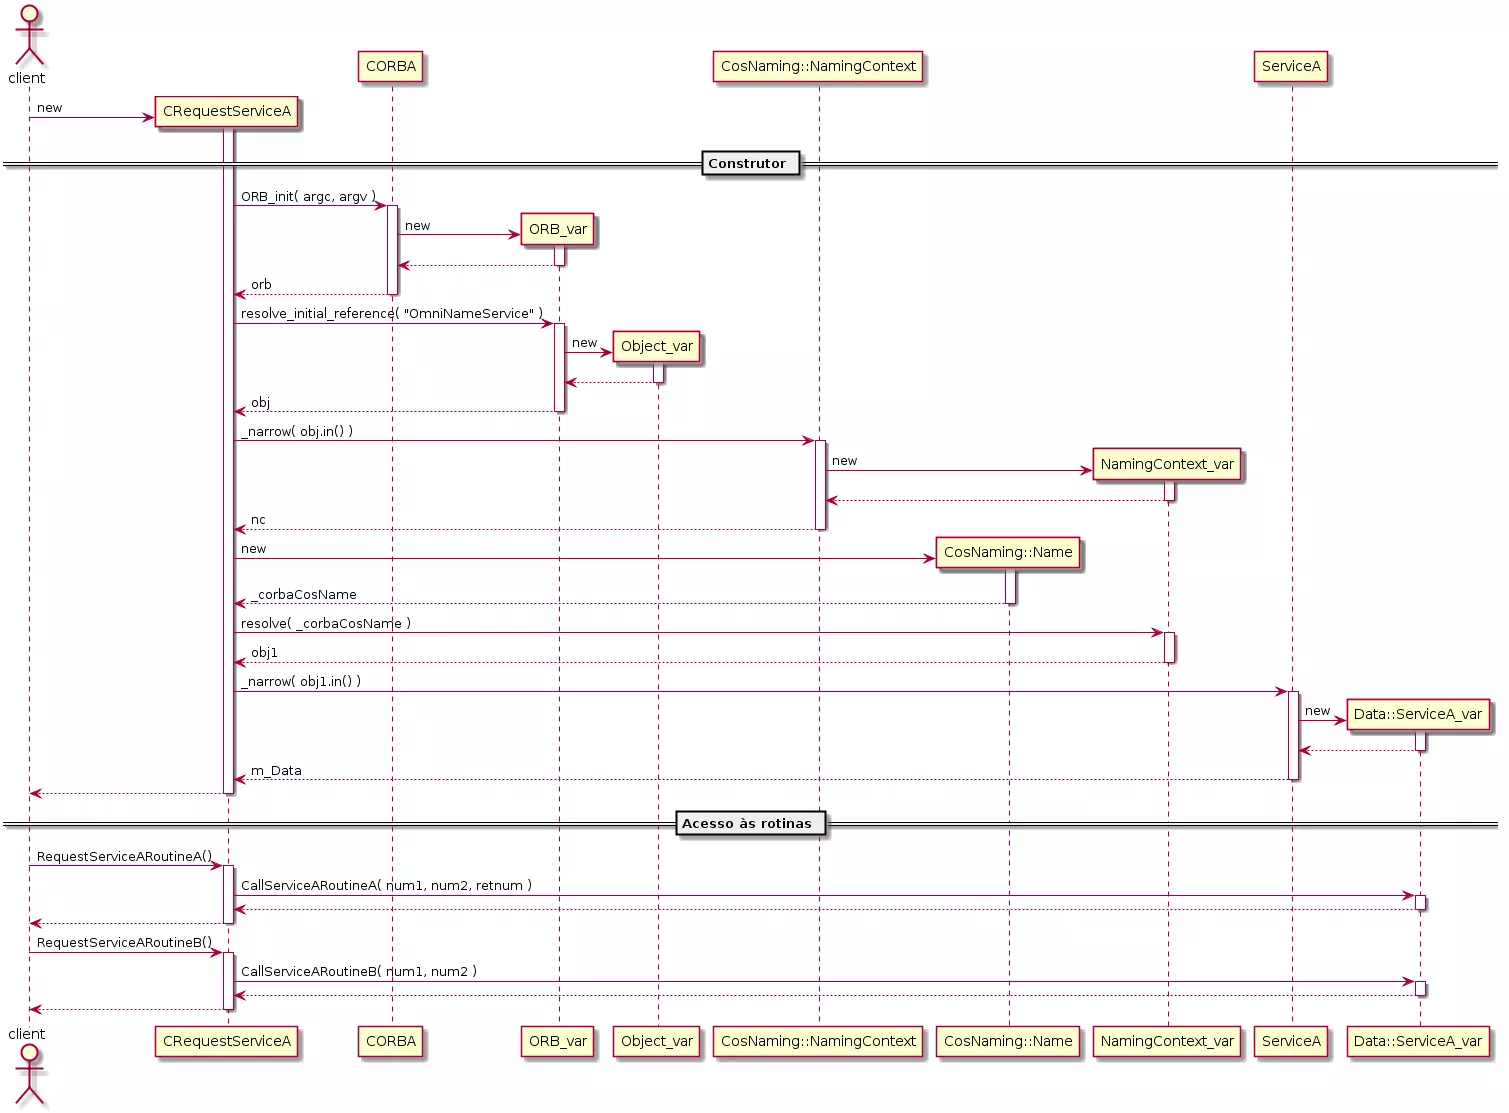 client
CORBA
CosNaming::NamingContext
ServiceA
new
CRequestServiceA
Construtor
ORB_init( argc, argv )
new
ORB_var
orb
resolve_initial_reference( "OmniNameService" )
new
Object_var
obj
_narrow( obj.in() )
new
NamingContext_var
nc
new
CosNaming::Name
_corbaCosName
resolve( _corbaCosName )
obj1
_narrow( obj1.in() )
new
Data::ServiceA_var
m_Data
Acesso às rotinas
RequestServiceARoutineA()
CallServiceARoutineA( num1, num2, retnum )
RequestServiceARoutineB()
CallServiceARoutineB( num1, num2 )
client
CRequestServiceA
CORBA
ORB_var
Object_var
CosNaming::NamingContext
CosNaming::Name
NamingContext_var
ServiceA
Data::ServiceA_var